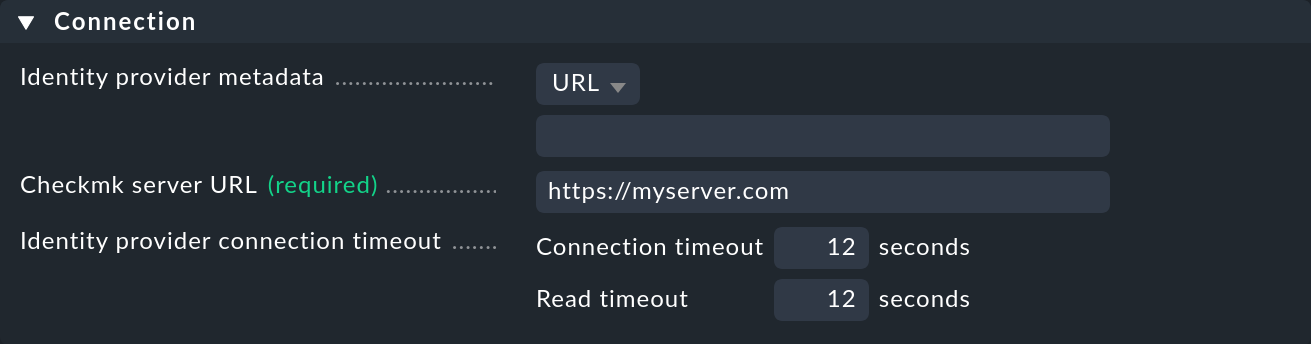 Connection
Identity provider metadata ........................ URL
Checkmk server URL (required) ................. https://myserver.com
Identity provider connection timeout ....... Connection timeout 12 seconds
Read timeout 12 seconds